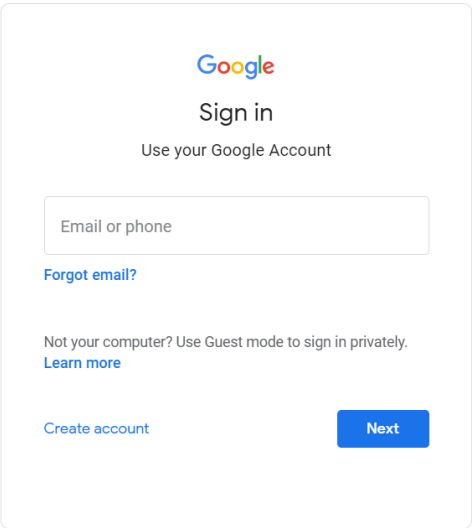 Google
Sign in
Use your Google Account
Email or phone
Forgot email?
Not your computer? Use Guest mode to sign in privately.
Learn more
Create account
Next